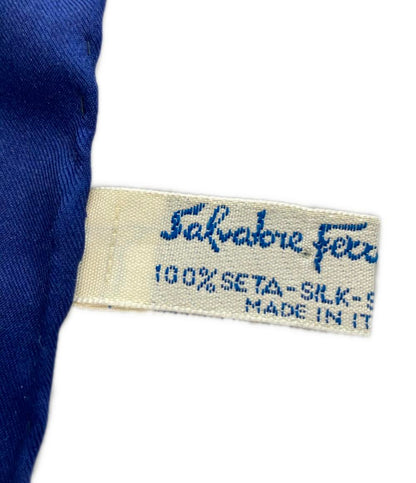 Salvatore Fer
100% SETA-SILK-S
MADE IN IT